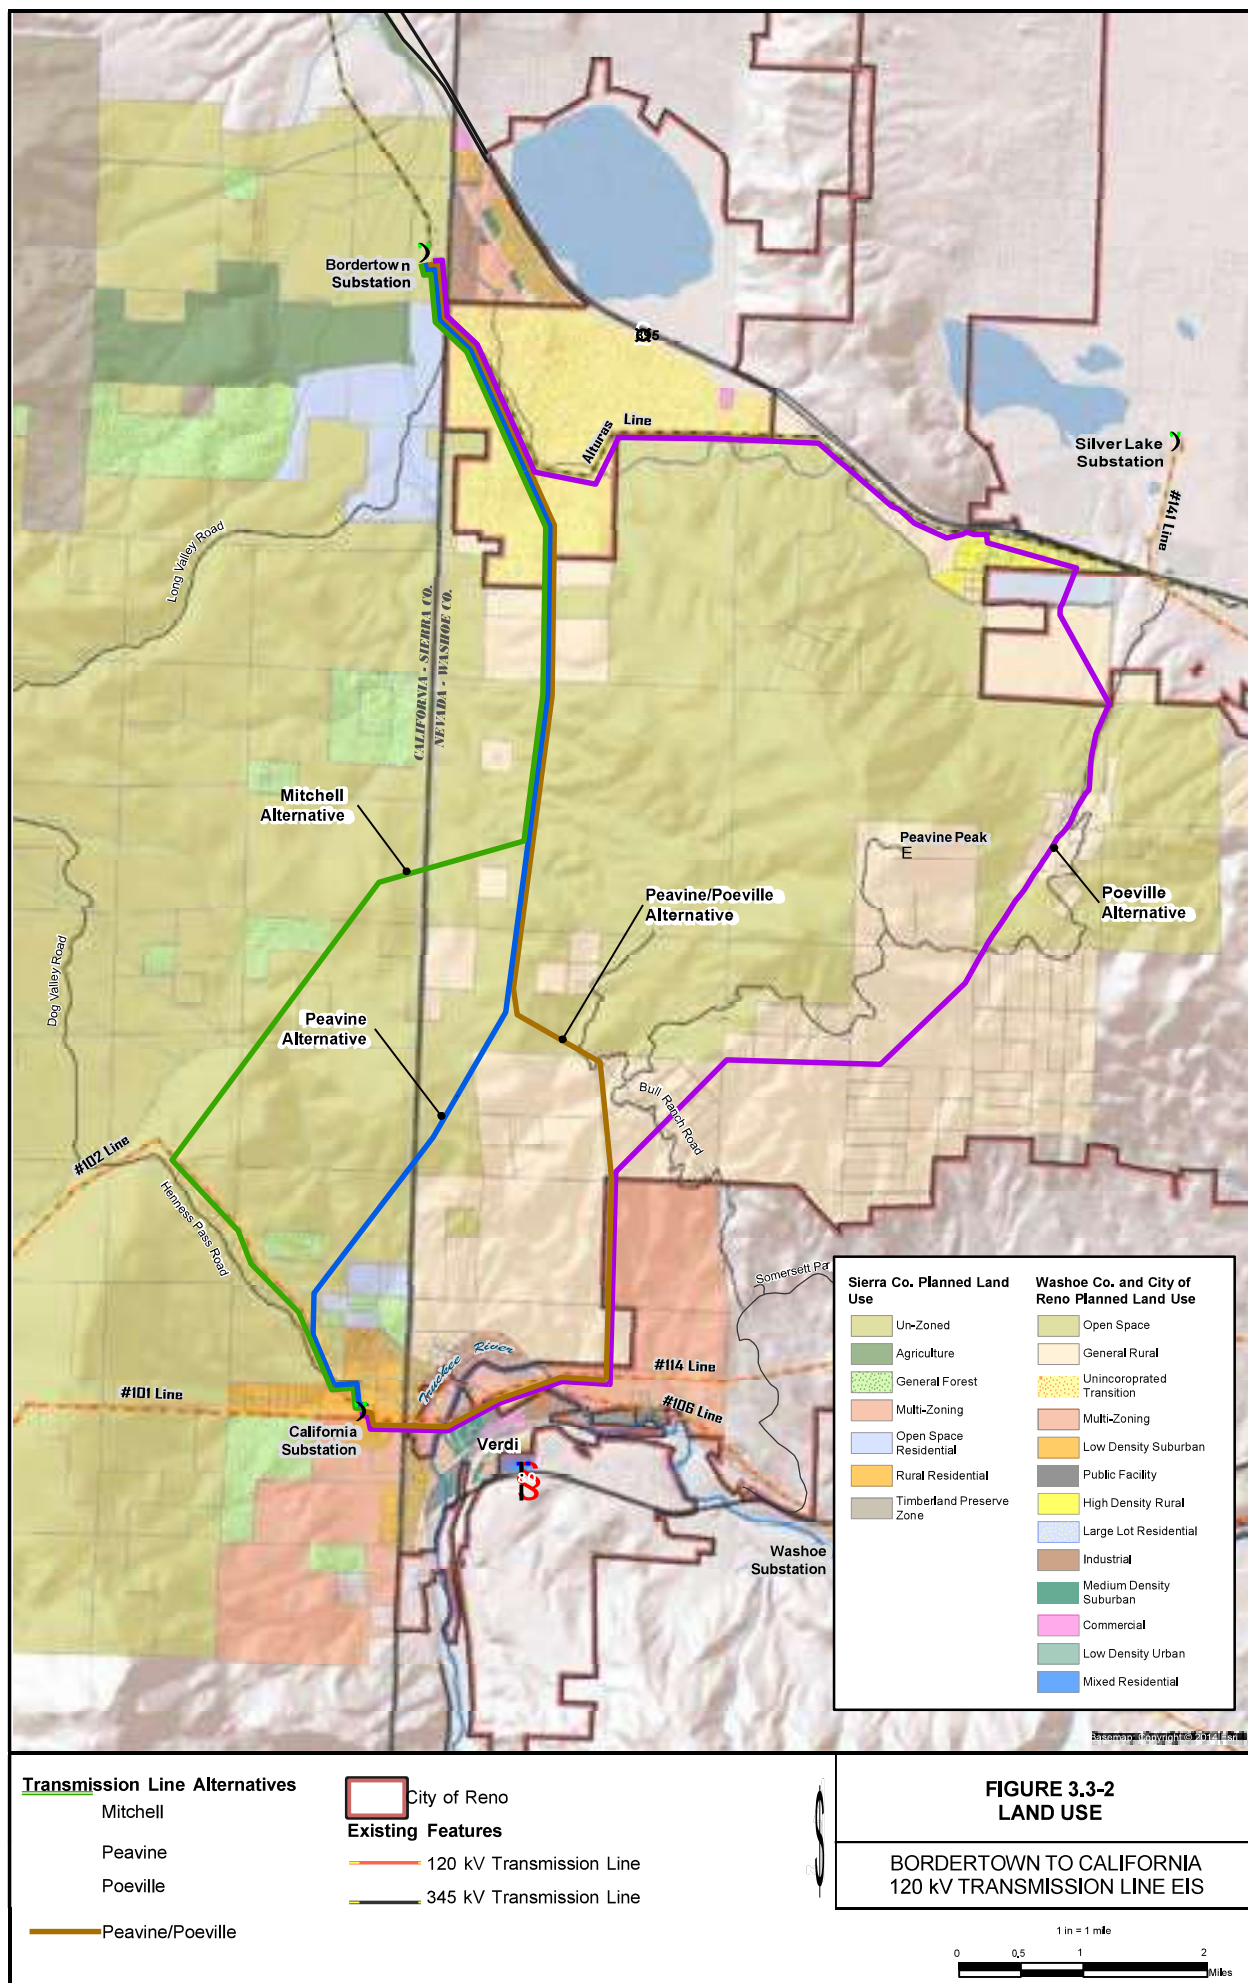 Bordertown
Substation
395
Alturas
Line
Silver Lake
Substation
#141 Line
Long Valley Road
CALIFORNIA - SIERRA CO.
NEVADA - WASHOE CO.
Mitchell
Alternative
Peavine Peak
E
Peavine/Poeville
Alternative
Poeville
Alternative
Dog Valley Road
Peavine
Alternative
Bull Ranch Road
#102 Line
Henness Pass Road
Somersett Pa
Truckee River
#114 Line
#101 Line
#106 Line
California
Substation
Verdi
Washoe
Substation
Sierra Co. Planned Land
Use
Un-Zoned
Agriculture
General Forest
Multi-Zoning
Open Space
Residential
Rural Residential
Timberland Preserve
Zone
Washoe Co. and City of
Reno Planned Land Use
Open Space
General Rural
Unincoroprated
Transition
Multi-Zoning
Low Density Suburban
Public Facility
High Density Rural
Large Lot Residential
Industrial
Medium Density
Suburban
Commercial
Low Density Urban
Mixed Residential
Basemap Copyright:© 2014 Esri
Transmission Line Alternatives
Mitchell
Peavine
Poeville
Peavine/Poeville
City of Reno
Existing Features
120 kV Transmission Line
345 kV Transmission Line
FIGURE 3.3-2
LAND USE
BORDERTOWN TO CALIFORNIA
120 kV TRANSMISSION LINE EIS
1 in = 1 mile
0 0.5 1 2
Miles